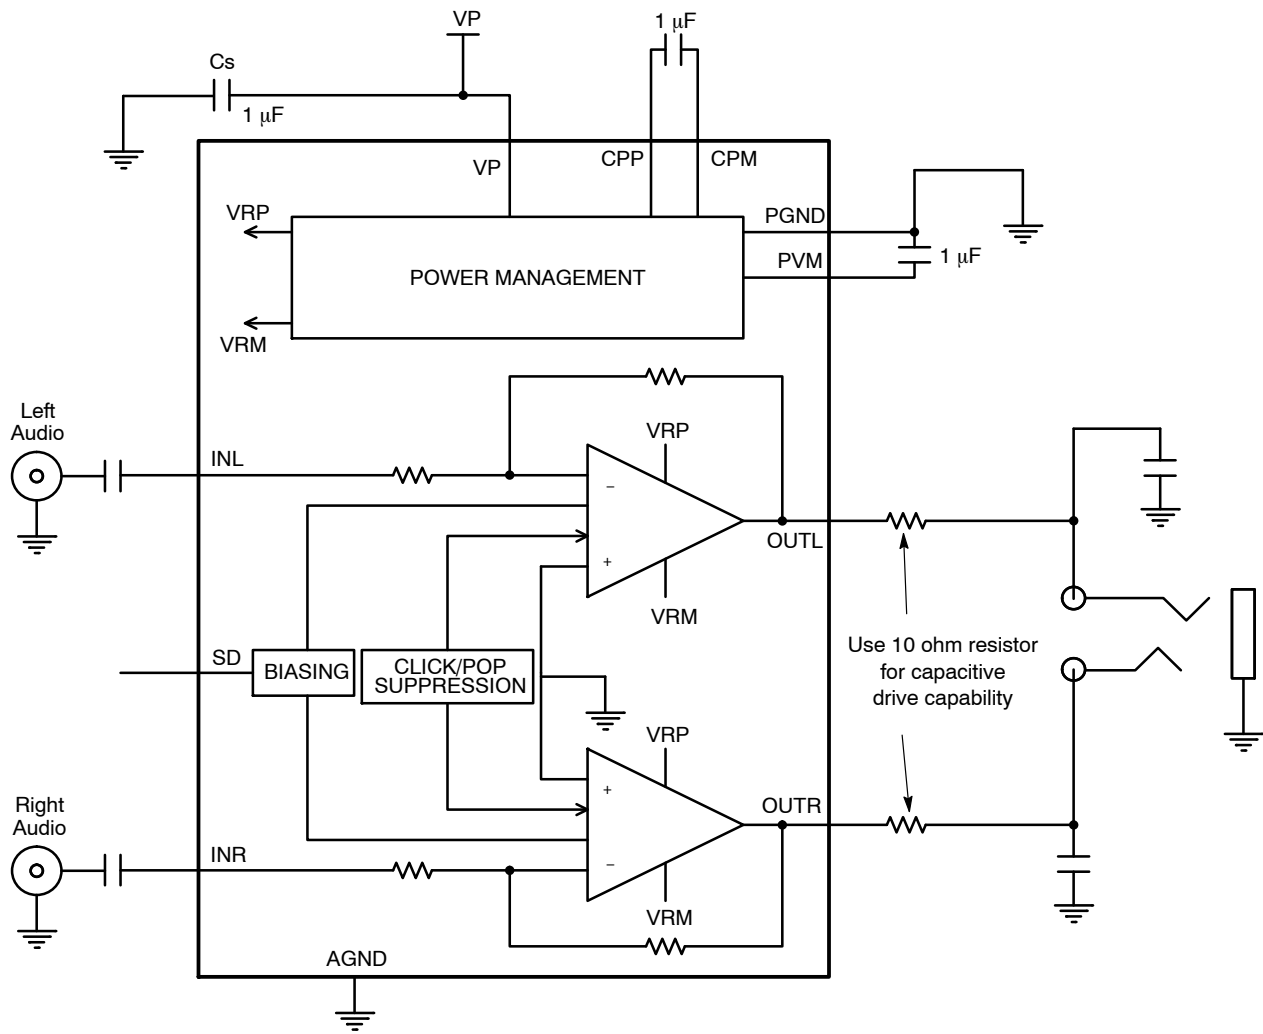 VP
1 μF
Cs
1 μF
VP
CPP
CPM
VRP
PGND
POWER MANAGEMENT
PVM
1 μF
VRM
Left
Audio
INL
VRP
−
+
OUTL
VRM
SD
BIASING
CLICK/POP
SUPPRESSION
Use 10 ohm resistor
for capacitive
drive capability
VRP
+
OUTR
Right
Audio
INR
−
VRM
AGND